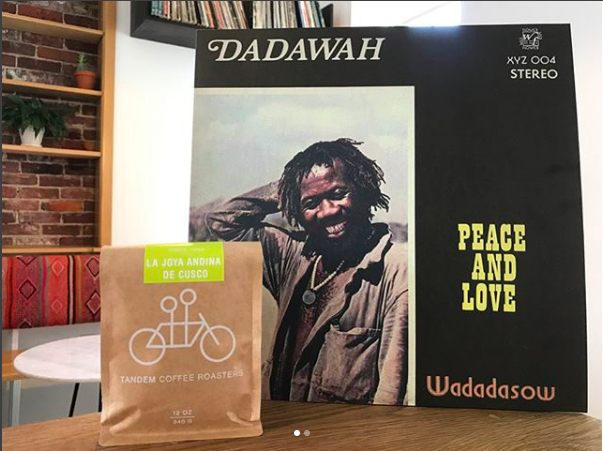 DADAWAH
XYZ 004
STEREO
PEACE
AND
LOVE
Wadadasow
LA JOYA ANDINA
DE CUSCO
TANDEM COFFEE ROASTERS
12 OZ
340 G